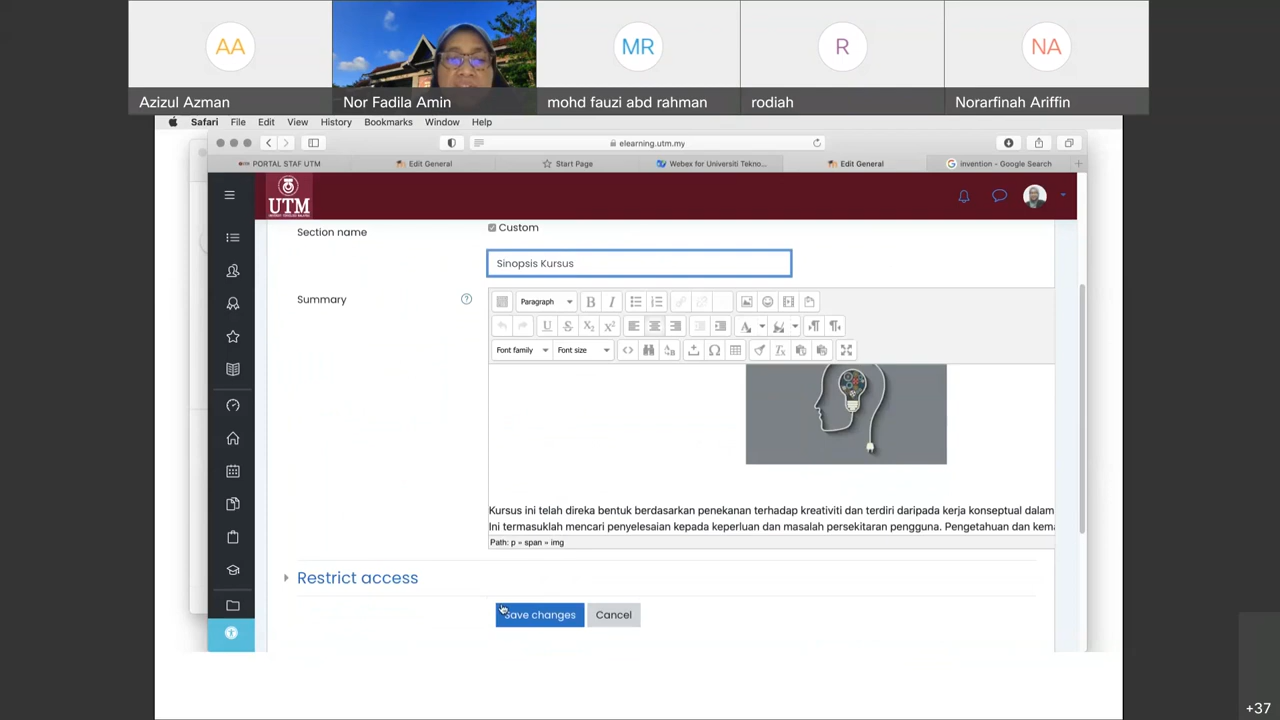 AA
MR
R
NA
Azizul Azman
Nor Fadila Amin
mohd fauzi abd rahman
rodiah
Norarfinah Ariffin
Safari File Edit View History Bookmarks Window Help
elearning.utm.my
PORTAL STAF UTM
Edit General
Start Page
Webex for Universiti Tekno...
Edit General
invention - Google Search
UTM
Section name
Custom
Sinopsis Kursus
Summary
Paragraph
Font family
Font size
Kursus ini telah direka bentuk berdasarkan penekanan terhadap kreativiti dan terdiri daripada kerja konseptual dalam
Ini termasuklah mencari penyelesaian kepada keperluan dan masalah persekitaran pengguna. Pengetahuan dan kema
Path: p » span » img
Restrict access
Save changes
Cancel
+37